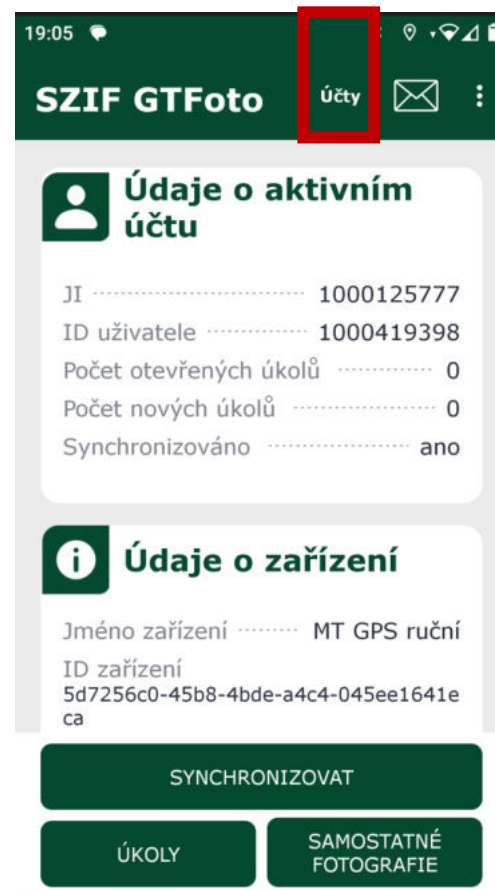 19:05
SZIF GTFoto Účty
Údaje o aktivním
účtu
JI 1000125777
ID uživatele 1000419398
Počet otevřených úkolů 0
Počet nových úkolů 0
Synchronizováno ano
Údaje o zařízení
Jméno zařízení MT GPS ruční
ID zařízení
5d7256c0-45b8-4bde-a4c4-045ee1641e
ca
SYNCHRONIZOVAT
ÚKOLY
SAMOSTATNÉ
FOTOGRAFIE